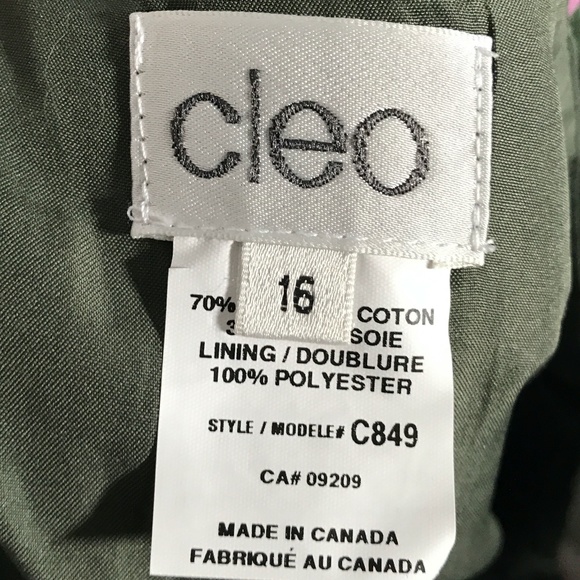 cleo
16
70% COTON
3 SOIE
LINING / DOUBLURE
100% POLYESTER
STYLE / MODELE# C849
CA# 09209
MADE IN CANADA
FABRIQUÉ AU CANADA